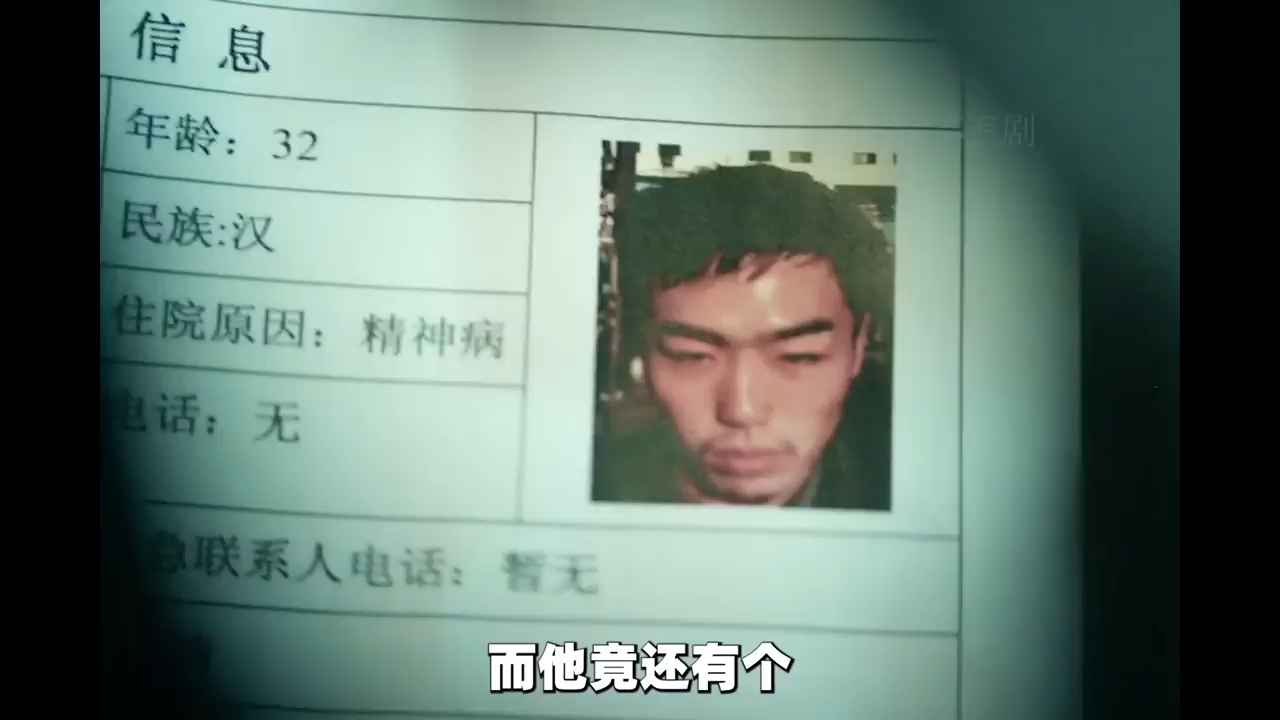 信息
年龄：32
民族:汉
住院原因：精神病
电话：无
急联系人电话：暂无
而他竟还有个